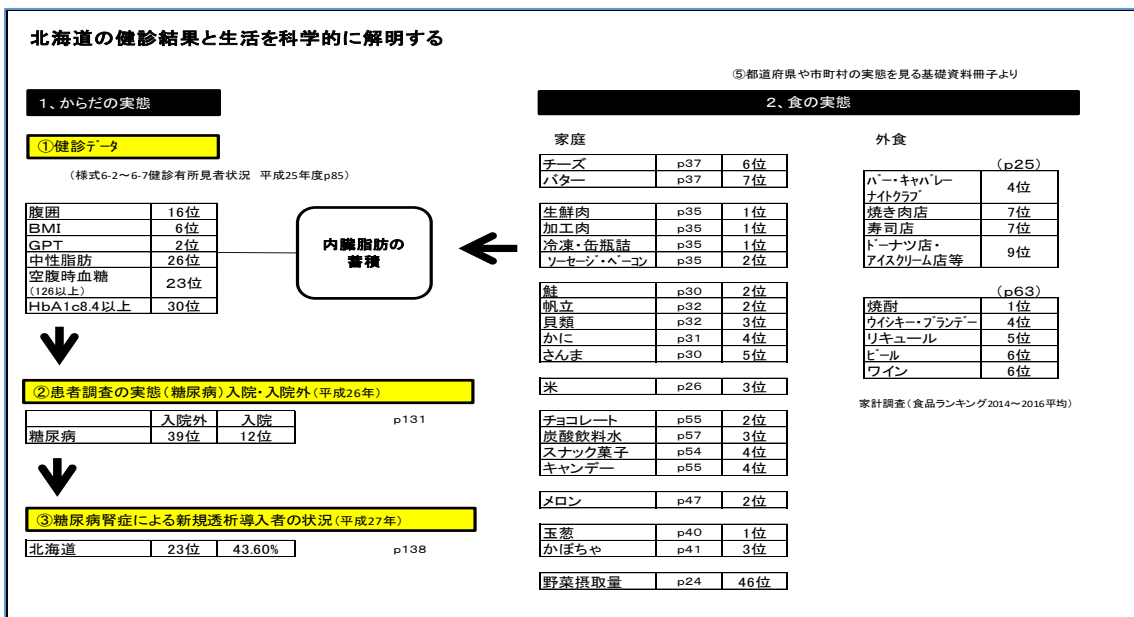 北海道の健診結果と生活を科学的に解明する
⑤都道府県や市町村の実態を見る基礎資料冊子より
1、からだの実態
①健診ﾃﾞｰﾀ
（様式6-2～6-7健診有所見者状況　平成25年度p85）
腹囲 16位
BMI 6位
GPT 2位
中性脂肪 26位
空腹時血糖
(126以上) 23位
HbA1c8.4以上 30位
内臓脂肪の
蓄積
②患者調査の実態（糖尿病）入院・入院外（平成26年）
p131
入院外 入院
糖尿病 39位 12位
③糖尿病腎症による新規透析導入者の状況（平成27年）
北海道 23位 43.60%
p138
2、食の実態
家庭
チーズ p37 6位
バター p37 7位
生鮮肉 p35 1位
加工肉 p35 1位
冷凍・缶瓶詰 p35 1位
ソーセージ・ベーコン p35 2位
鮭 p30 2位
帆立 p32 2位
貝類 p32 3位
かに p31 4位
さんま p30 5位
米 p26 3位
チョコレート p55 2位
炭酸飲料水 p57 3位
スナック菓子 p54 4位
キャンデー p55 4位
メロン p47 2位
玉葱 p40 1位
かぼちゃ p41 3位
野菜摂取量 p24 46位
外食
（p25）
ﾊﾞｰ・ｷｬﾊﾞﾚｰ
ﾅｲﾄｸﾗﾌﾞ 4位
焼き肉店 7位
寿司店 7位
ﾄﾞｰﾅﾂ店・
ｱｲｽｸﾘｰﾑ店等 9位
（p63）
焼酎 1位
ｳｲｼｷｰ・ﾌﾞﾗﾝﾃﾞｰ 4位
リキュール 5位
ﾋﾞｰﾙ 6位
ワイン 6位
家計調査（食品ランキング2014～2016平均）